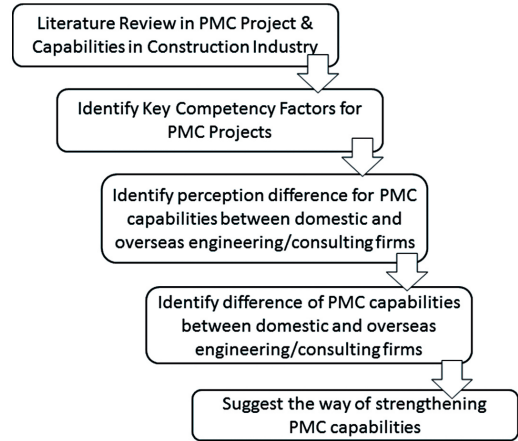 Literature Review in PMC Project &
Capabilities in Construction Industry
Identify Key Competency Factors for
PMC Projects
Identify perception difference for PMC
capabilities between domestic and
overseas engineering/consulting firms
Identify difference of PMC capabilities
between domestic and overseas
engineering/consulting firms
Suggest the way of strengthening
PMC capabilities